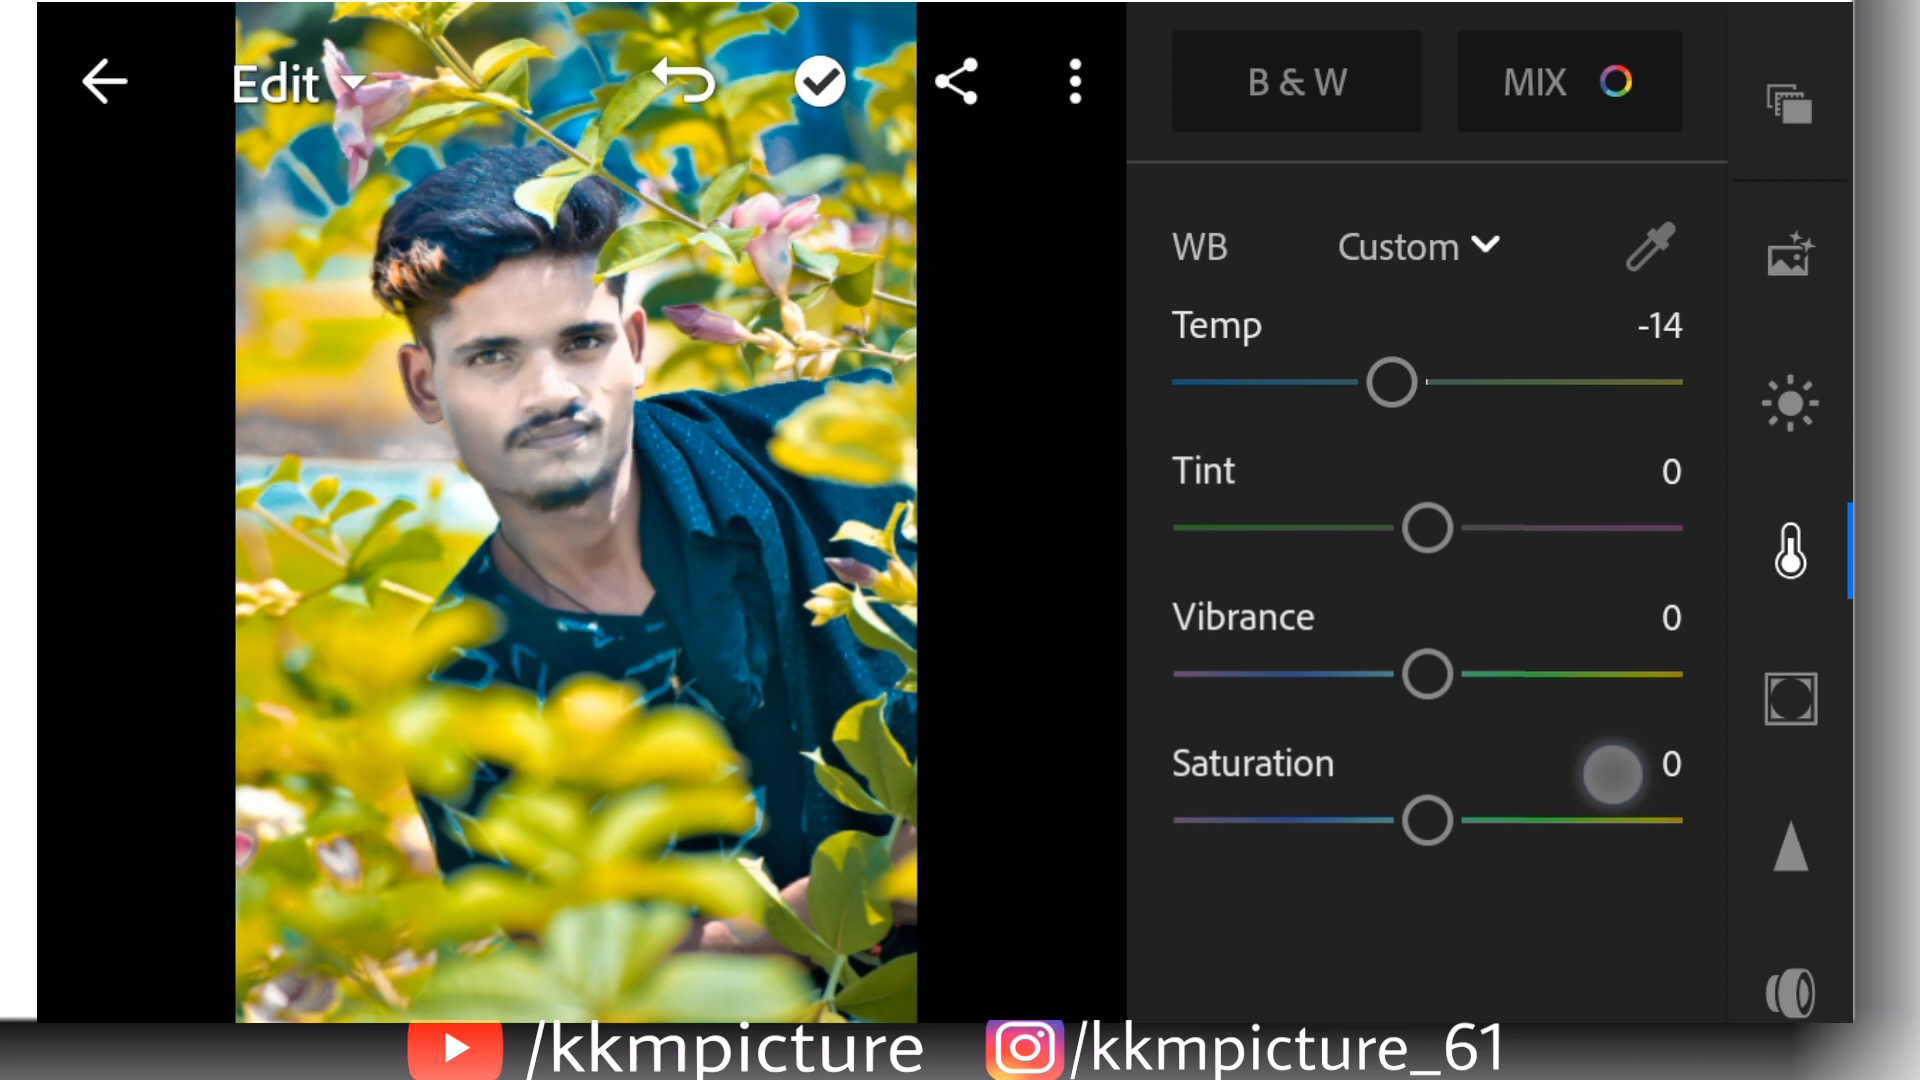 Edit
B & W
MIX
WB Custom
Temp -14
Tint 0
Vibrance 0
Saturation 0
/kkmpicture
/kkmpicture_61